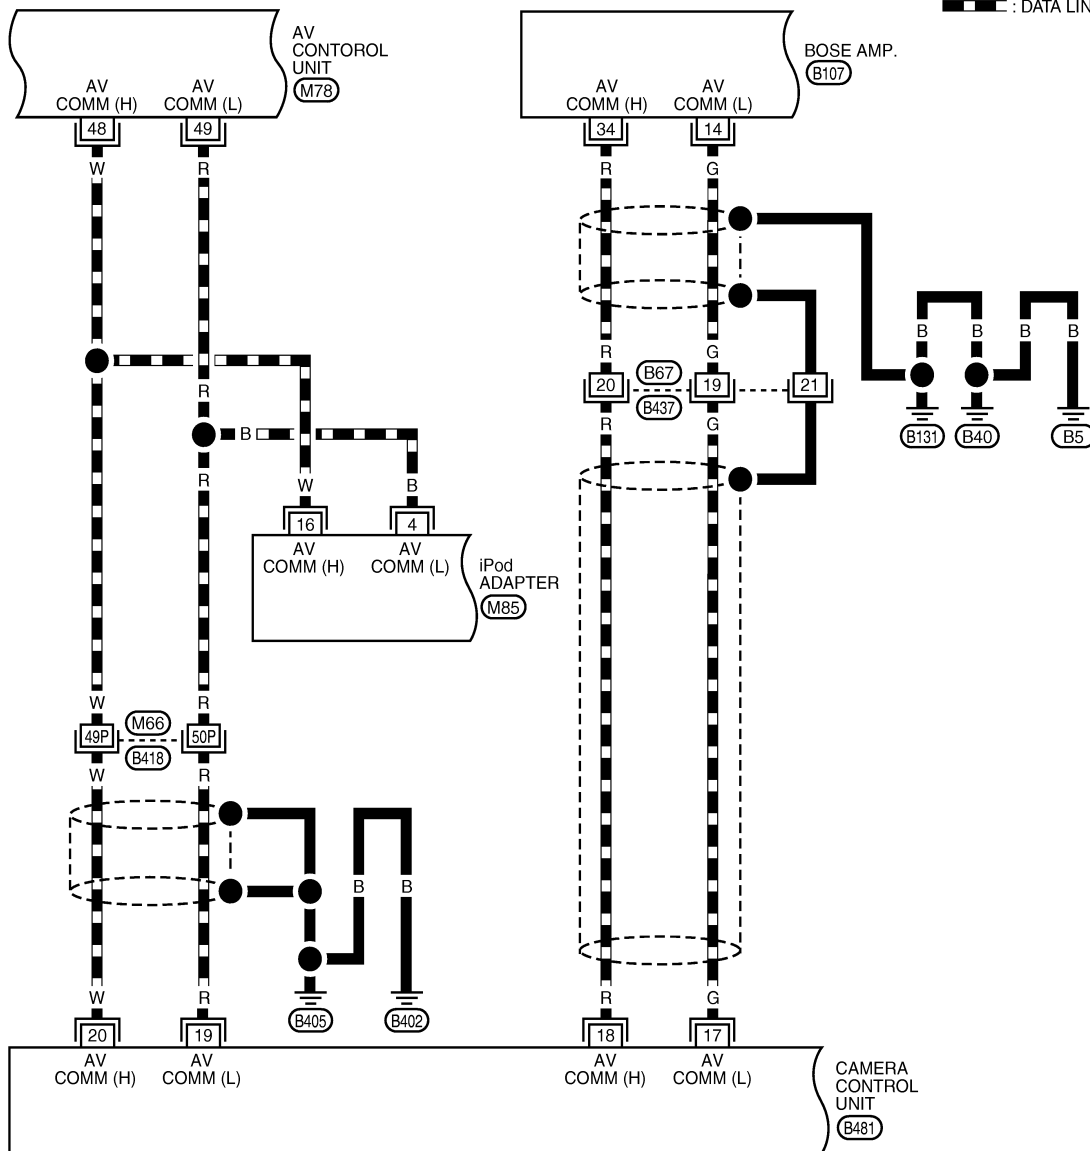 : DATA LIN
AV
CONTOROL
UNIT
M78
AV
COMM (H)
AV
COMM (L)
48
49
BOSE AMP.
B107
AV
COMM (H)
AV
COMM (L)
34
14
W
R
R
G
B
B
B
B
R
G
R
B67
20
19
21
B437
R
G
B131
B40
B5
B
R
W
B
16
4
AV
COMM (H)
AV
COMM (L)
iPod
ADAPTER
M85
W
R
M66
49P
50P
B418
W
R
B
B
W
R
R
G
B405
B402
20
19
18
17
AV
COMM (H)
AV
COMM (L)
AV
COMM (H)
AV
COMM (L)
CAMERA
CONTROL
UNIT
B481